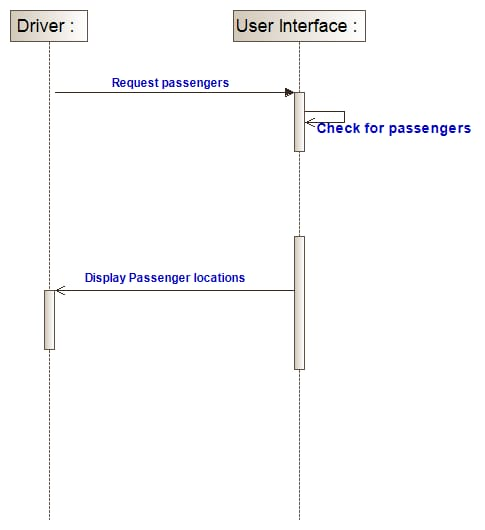 Driver :
User Interface :
Request passengers
Check for passengers
Display Passenger locations